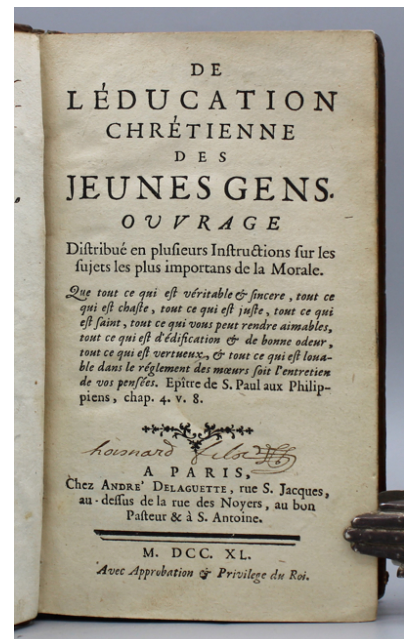 DE
LÉDUCATION
CHRÉTIENNE
DES
JEUNES GENS.
OUVRAGE
Diſtribué en pluſieurs Inſtructions ſur les
ſujets les plus importans de la Morale.
Que tout ce qui eſt véritable & ſincere, tout ce
qui eſt chaſte, tout ce qui eſt juſte, tout ce qui
eſt ſaint, tout ce qui vous peut rendre aimables,
tout ce qui eſt d'édification & de bonne odeur,
tout ce qui eſt vertueux, & tout ce qui eſt loua-
ble dans le réglement des mœurs ſoit l'entretien
de vos penſées. Epître de S. Paul aux Philip-
piens, chap. 4. v. 8.
A PARIS,
Chez ANDRE' DELAGUETTE, rue S. Jacques,
au-deſſus de la rue des Noyers, au bon
Paſteur & à S. Antoine.
M. DCC. XL.
Avec Approbation & Privilege du Roi.